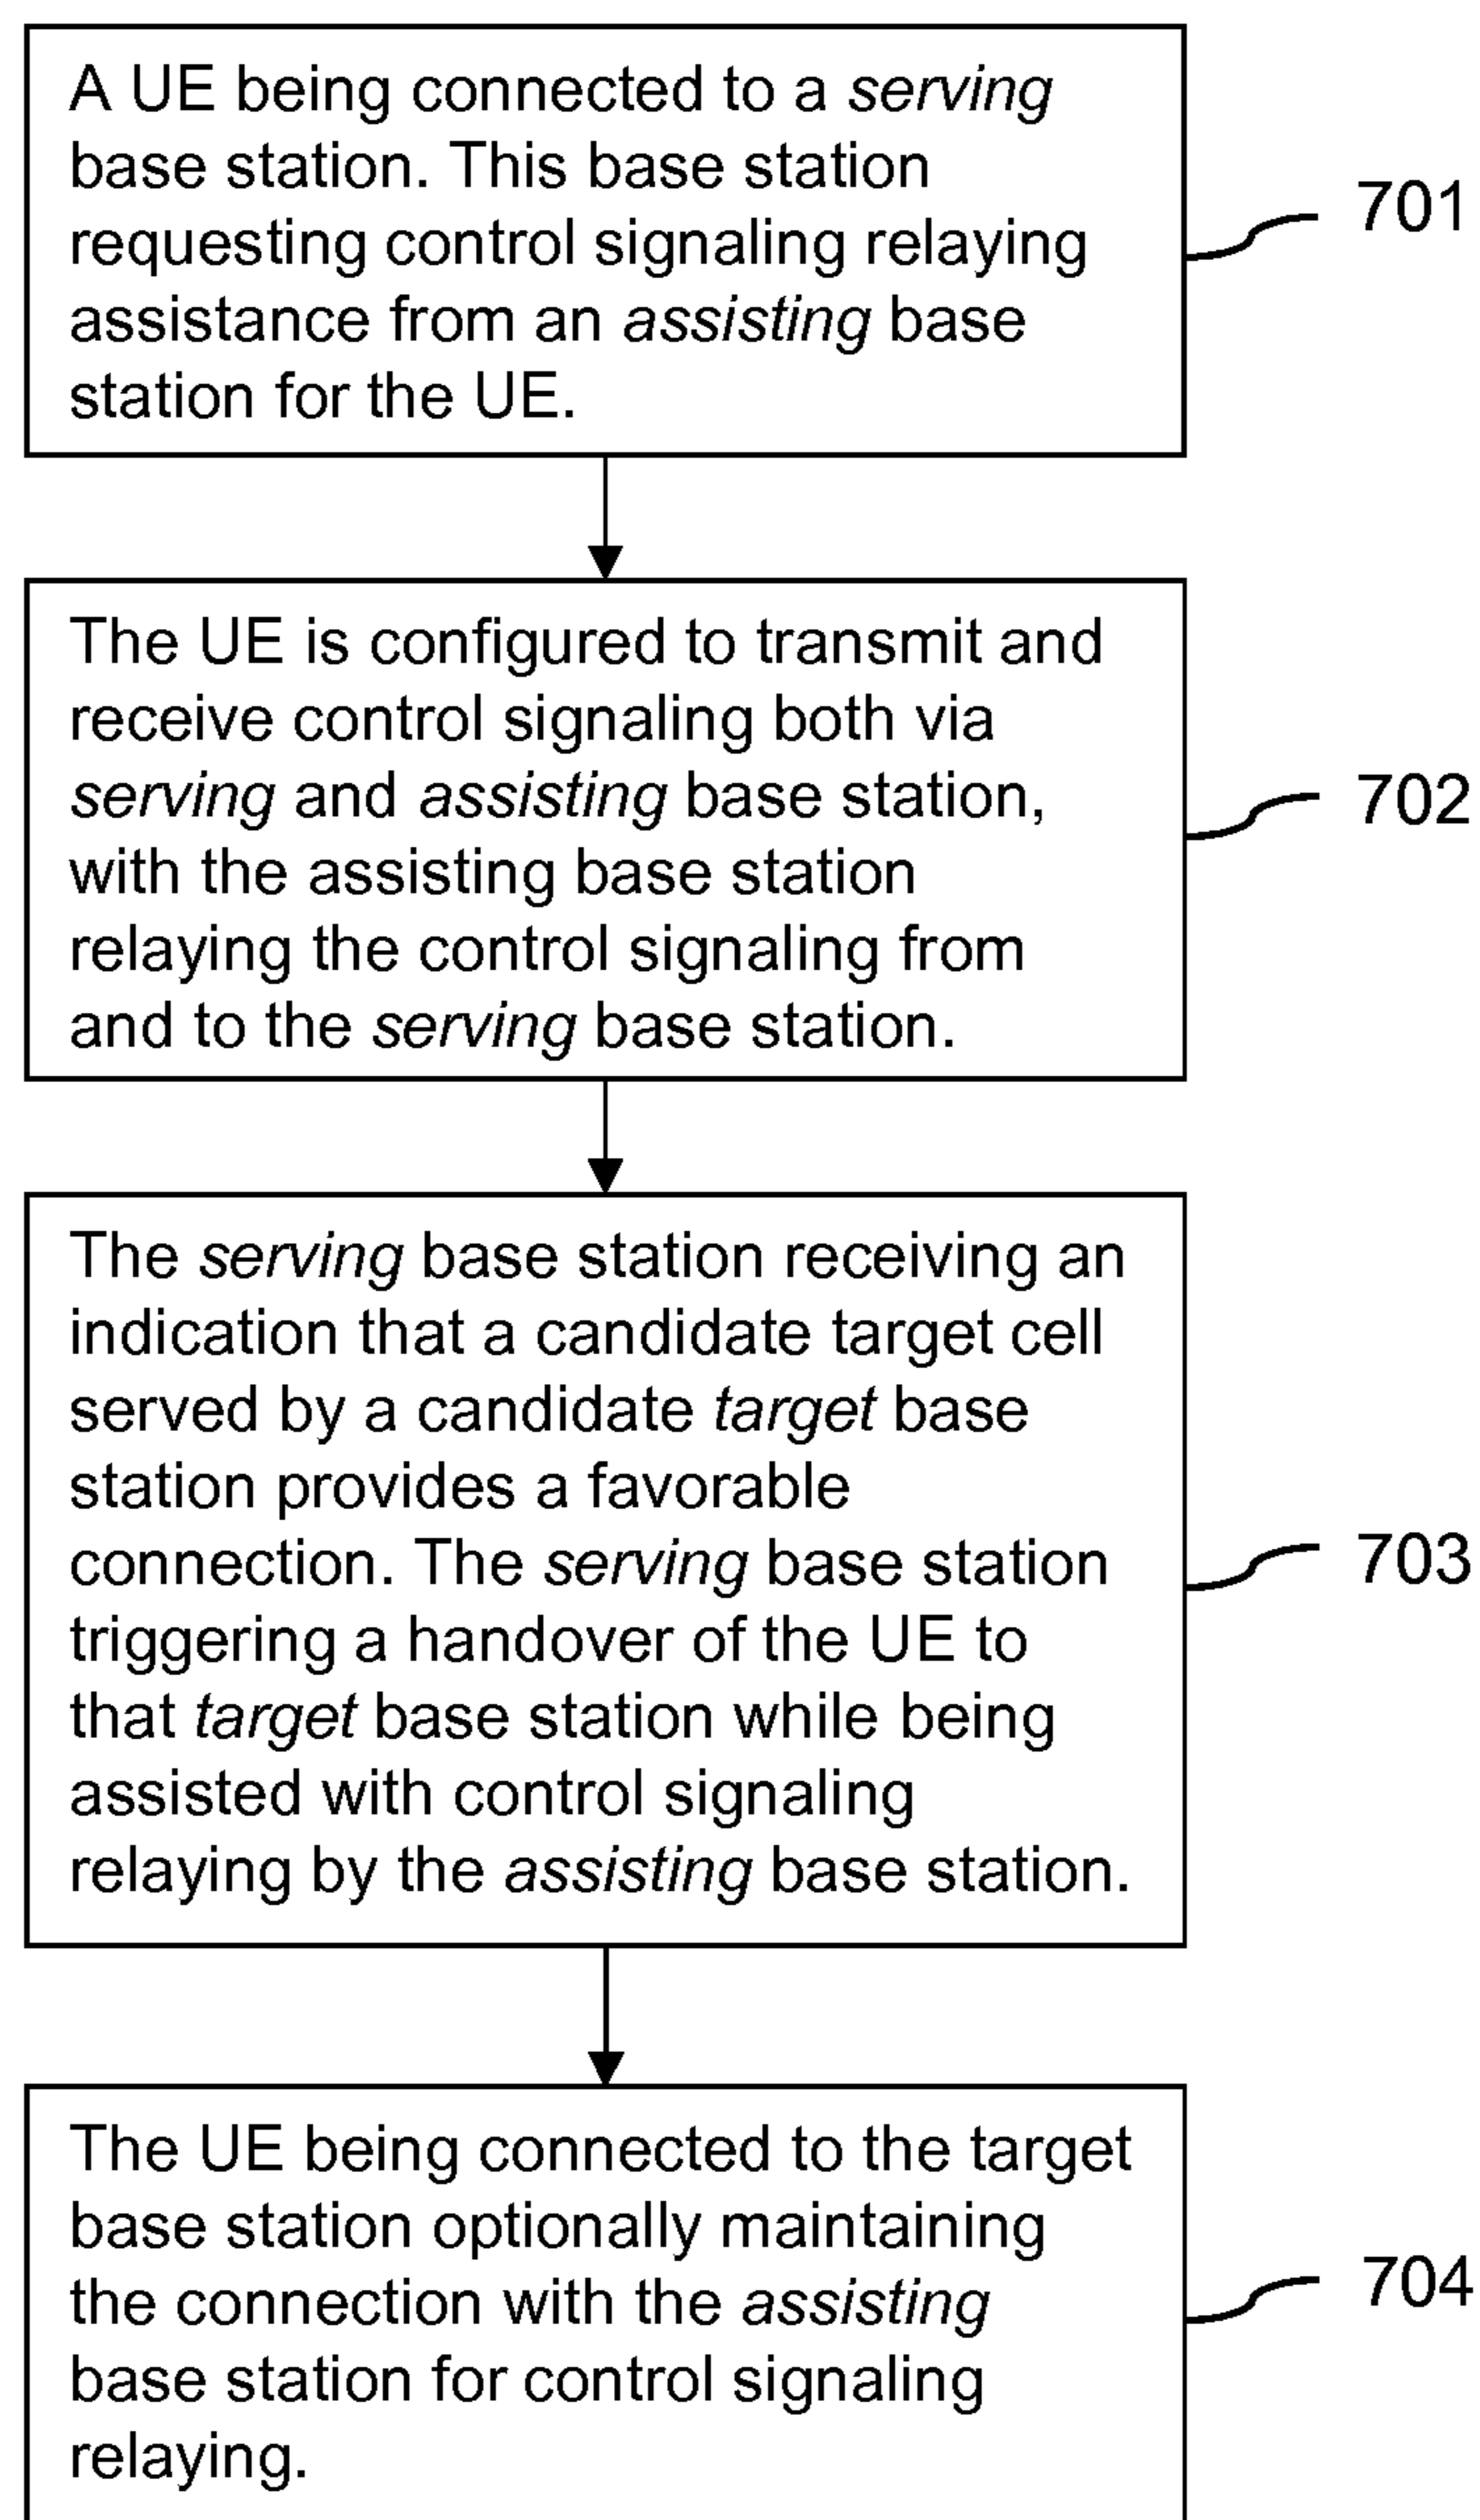 A UE being connected to a serving
base station. This base station
requesting control signaling relaying
assistance from an assisting base
station for the UE.
701
The UE is configured to transmit and
receive control signaling both via
serving and assisting base station,
with the assisting base station
relaying the control signaling from
and to the serving base station.
702
The serving base station receiving an
indication that a candidate target cell
served by a candidate target base
station provides a favorable
connection. The serving base station
triggering a handover of the UE to
that target base station while being
assisted with control signaling
relaying by the assisting base station.
703
The UE being connected to the target
base station optionally maintaining
the connection with the assisting
base station for control signaling
relaying.
704